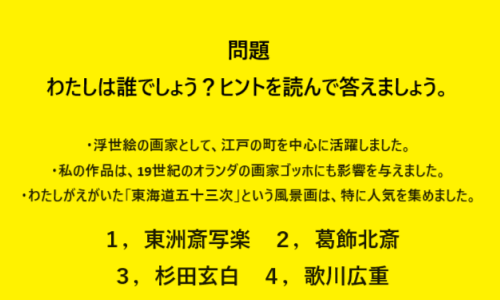 問題
わたしは誰でしょう？ヒントを読んで答えましょう。
・浮世絵の画家として、江戸の町を中心に活躍しました。
・私の作品は、19世紀のオランダの画家ゴッホにも影響を与えました。
・わたしがえがいた「東海道五十三次」という風景画は、特に人気を集めました。
１，東洲斎写楽　２，葛飾北斎
３，杉田玄白　４，歌川広重